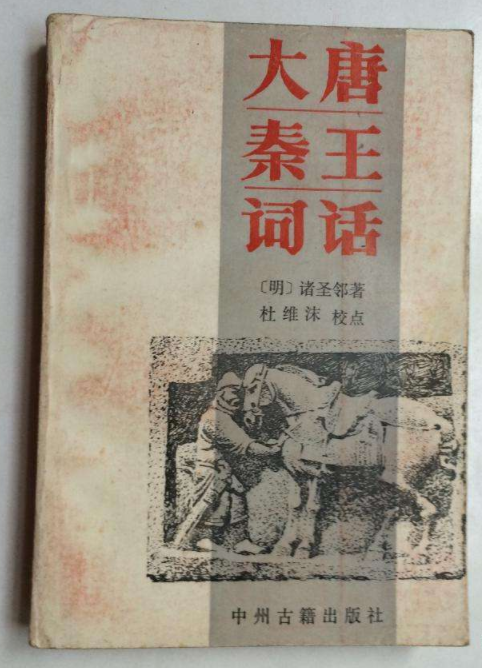 大唐
秦王
词话
〔明〕诸圣邻著
杜维沫 校点
中州古籍出版社